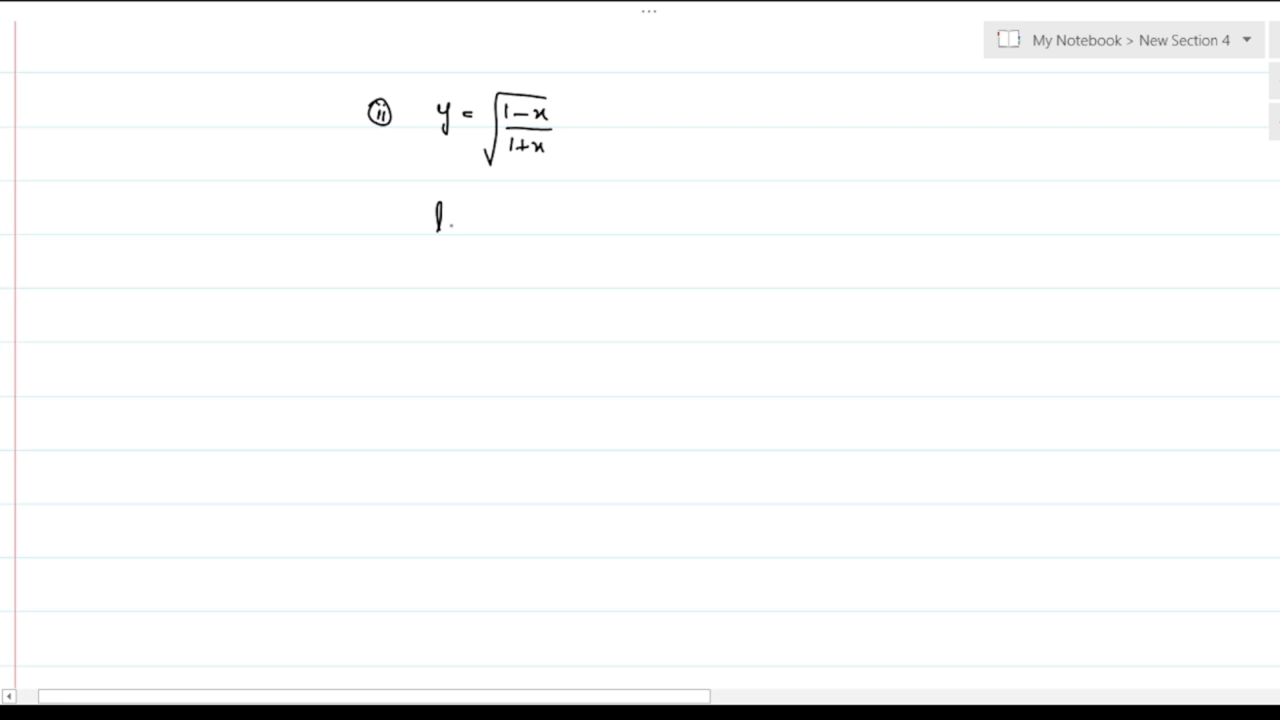 ...
My Notebook > New Section 4
ii y = √((1-x)/(1+x))
l